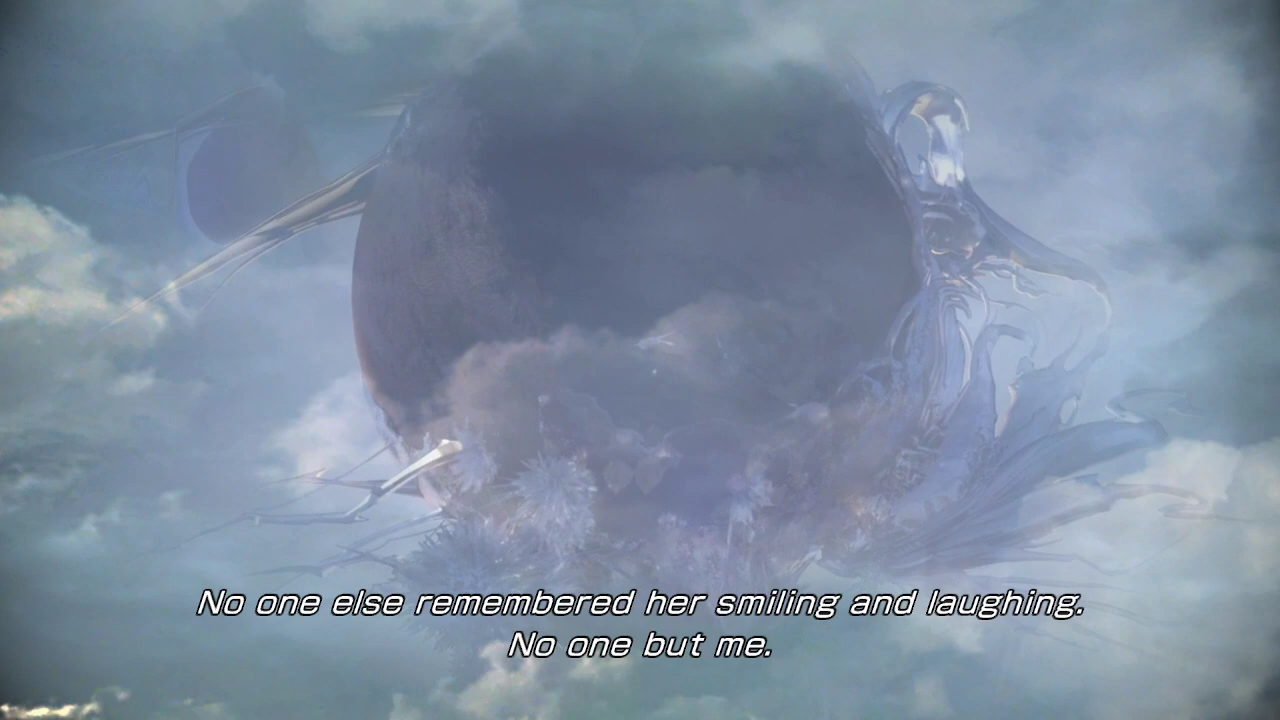 No one else remembered her smiling and laughing.
No one but me.